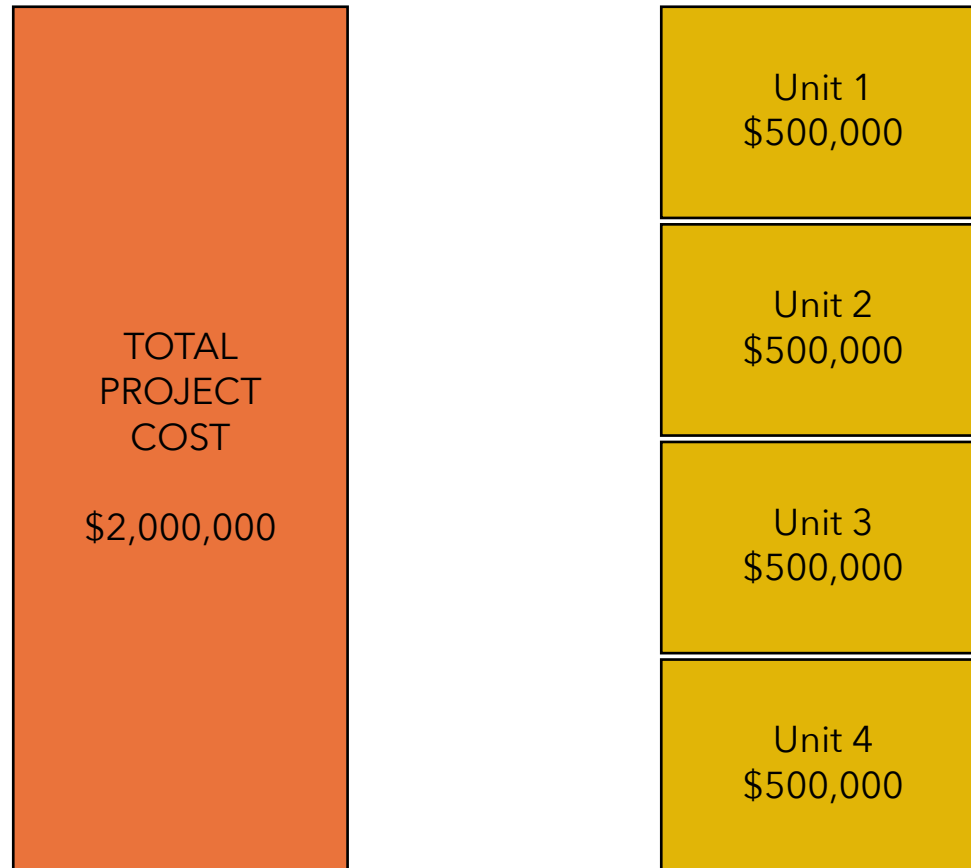 TOTAL
PROJECT
COST
$2,000,000
Unit 1
$500,000
Unit 2
$500,000
Unit 3
$500,000
Unit 4
$500,000